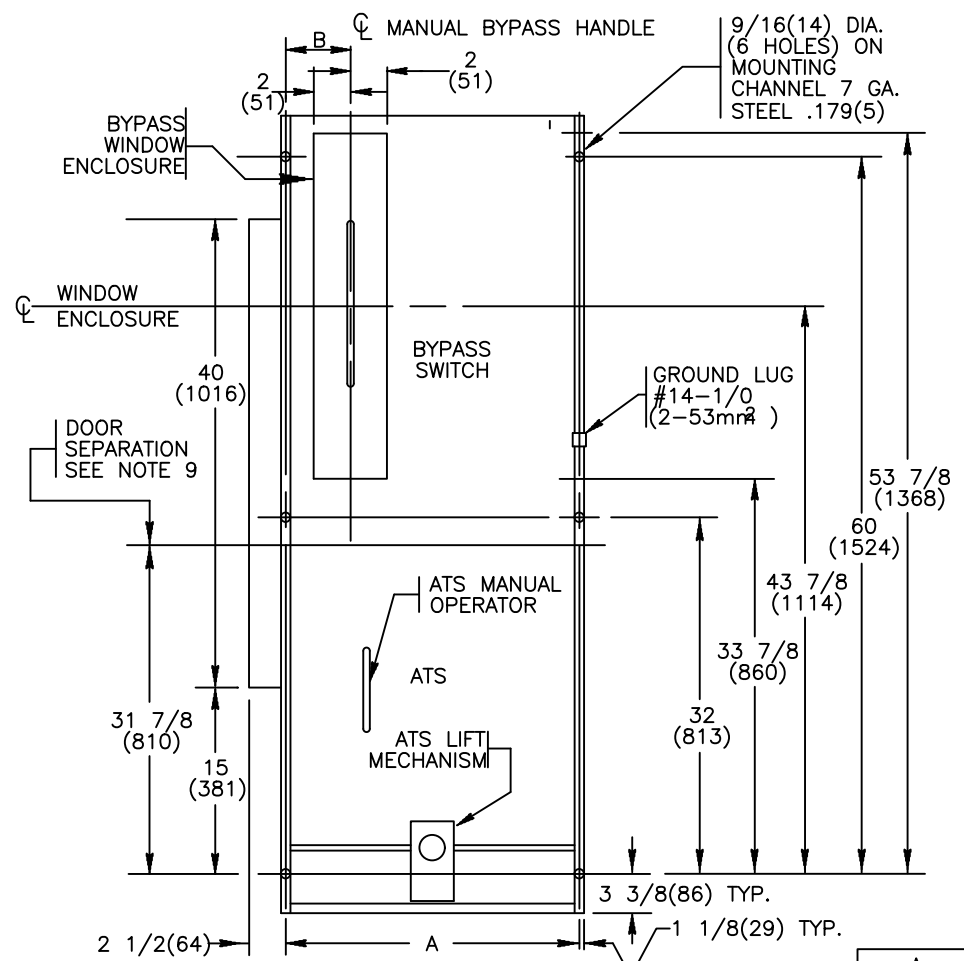 ℄ MANUAL BYPASS HANDLE
B
2
(51)
2
(51)
9/16(14) DIA.
(6 HOLES) ON
MOUNTING
CHANNEL 7 GA.
STEEL .179(5)
BYPASS
WINDOW
ENCLOSURE
℄ WINDOW
ENCLOSURE
BYPASS
SWITCH
40
(1016)
GROUND LUG
#14-1/0
(2-53mm2 )
DOOR
SEPARATION
SEE NOTE 9
53 7/8
(1368)
60
(1524)
43 7/8
(1114)
33 7/8
(860)
32
(813)
ATS MANUAL
OPERATOR
ATS
31 7/8
(810)
15
(381)
ATS LIFT
MECHANISM
3 3/8(86) TYP.
1 1/8(29) TYP.
2 1/2(64)
A
A